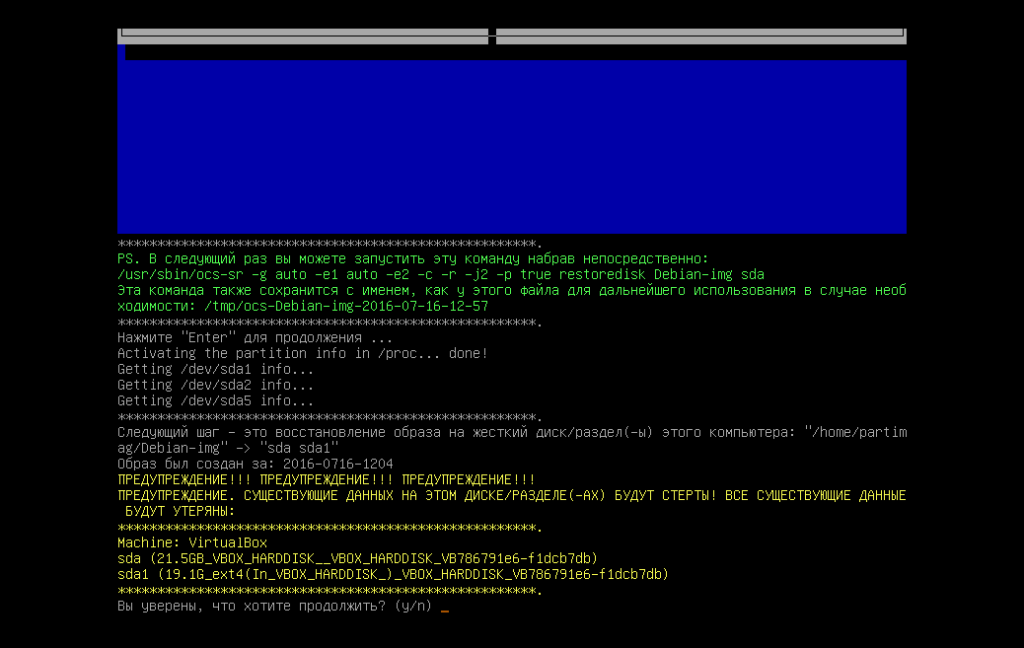 *****************************************************.
PS. В следующий раз вы можете запустить эту команду набрав непосредственно:
/usr/sbin/ocs-sr -g auto -e1 auto -e2 -c -r -j2 -p true restoredisk Debian-img sda
Эта команда также сохранится с именем, как у этого файла для дальнейшего использования в случае необ
ходимости: /tmp/ocs-Debian-img-2016-07-16-12-57
*****************************************************.
Нажмите "Enter" для продолжения ...
Activating the partition info in /proc... done!
Getting /dev/sda1 info...
Getting /dev/sda2 info...
Getting /dev/sda5 info...
*****************************************************.
Следующий шаг - это восстановление образа на жесткий диск/раздел(-ы) этого компьютера: "/home/partim
ag/Debian-img" -> "sda sda1"
Образ был создан за: 2016-0716-1204
ПРЕДУПРЕЖДЕНИЕ!!! ПРЕДУПРЕЖДЕНИЕ!!! ПРЕДУПРЕЖДЕНИЕ!!!
ПРЕДУПРЕЖДЕНИЕ. СУЩЕСТВУЮЩИЕ ДАННЫХ НА ЭТОМ ДИСКЕ/РАЗДЕЛЕ(-АХ) БУДУТ СТЕРТЫ! ВСЕ СУЩЕСТВУЮЩИЕ ДАННЫЕ
БУДУТ УТЕРЯНЫ:
*****************************************************.
Machine: VirtualBox
sda (21.5GB_VBOX_HARDDISK__VBOX_HARDDISK_VB786791e6-f1dcb7db)
sda1 (19.1G_ext4(In_VBOX_HARDDISK_)_VBOX_HARDDISK_VB786791e6-f1dcb7db)
*****************************************************.
Вы уверены, что хотите продолжить? (y/n) _